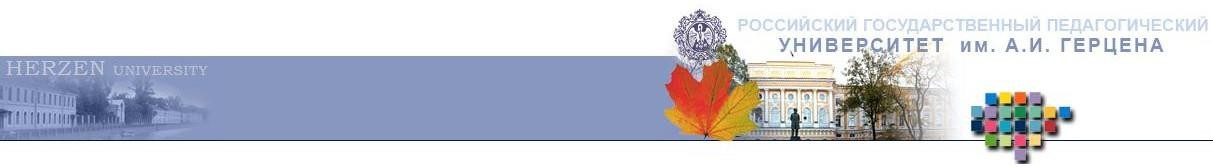 HERZEN UNIVERSITY
РОССИЙСКИЙ ГОСУДАРСТВЕННЫЙ ПЕДАГОГИЧЕСКИЙ
УНИВЕРСИТЕТ им. А.И. ГЕРЦЕНА